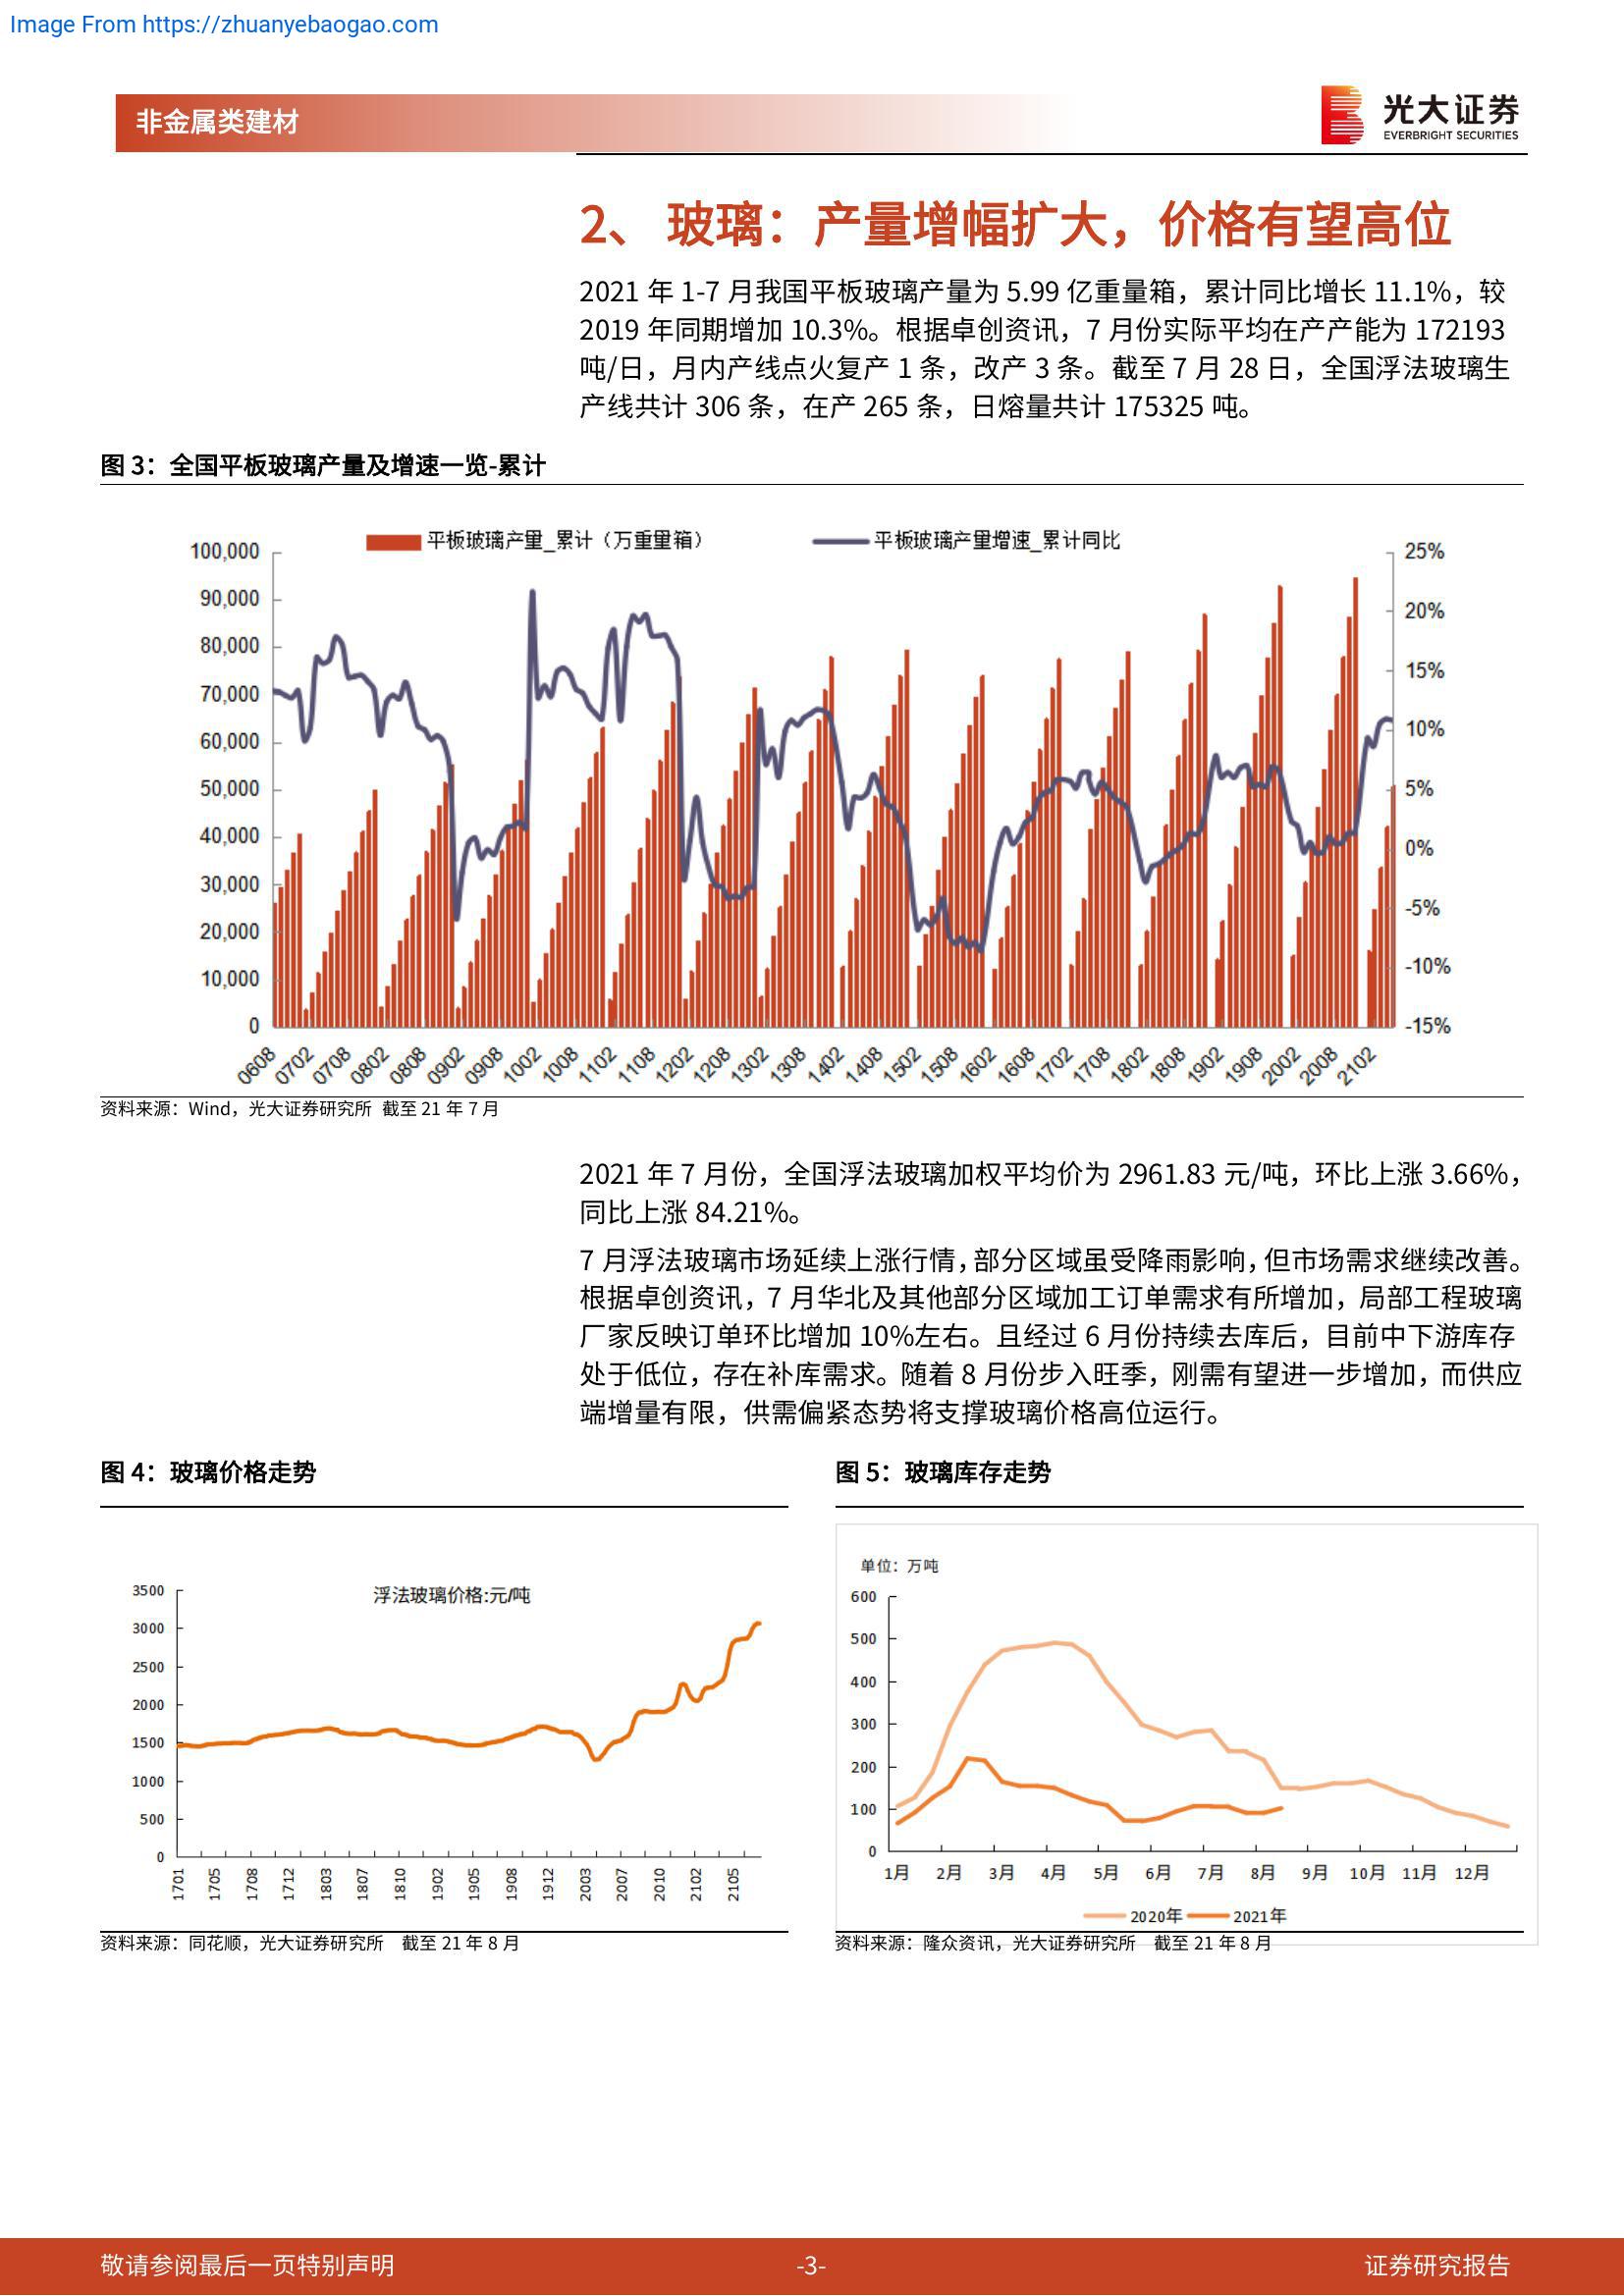 Image From https://zhuanyebaogao.com
非金属类建材
光大证券
EVERBRIGHT SECURITIES
2、 玻璃：产量增幅扩大，价格有望高位
2021 年 1-7 月我国平板玻璃产量为 5.99 亿重量箱，累计同比增长 11.1%，较
2019 年同期增加 10.3%。根据卓创资讯，7 月份实际平均在产产能为 172193
吨/日，月内产线点火复产 1 条，改产 3 条。截至 7 月 28 日，全国浮法玻璃生
产线共计 306 条，在产 265 条，日熔量共计 175325 吨。
图 3：全国平板玻璃产量及增速一览-累计
平板玻璃产量_累计（万重量箱）
平板玻璃产量增速_累计同比
100,000
90,000
80,000
70,000
60,000
50,000
40,000
30,000
20,000
10,000
0
25%
20%
15%
10%
5%
0%
-5%
-10%
-15%
0608 0702 0708 0802 0808 0902 0908 1002 1008 1102 1108 1202 1208 1302 1308 1402 1408 1502 1508 1602 1608 1702 1708 1802 1808 1902 1908 2002 2008 2102
资料来源：Wind，光大证券研究所 截至 21 年 7 月
2021 年 7 月份，全国浮法玻璃加权平均价为 2961.83 元/吨，环比上涨 3.66%，
同比上涨 84.21%。
7 月浮法玻璃市场延续上涨行情，部分区域虽受降雨影响，但市场需求继续改善。
根据卓创资讯，7 月华北及其他部分区域加工订单需求有所增加，局部工程玻璃
厂家反映订单环比增加 10%左右。且经过 6 月份持续去库后，目前中下游库存
处于低位，存在补库需求。随着 8 月份步入旺季，刚需有望进一步增加，而供应
端增量有限，供需偏紧态势将支撑玻璃价格高位运行。
图 4：玻璃价格走势
浮法玻璃价格:元/吨
3500
3000
2500
2000
1500
1000
500
0
1701 1705 1708 1712 1803 1807 1810 1902 1905 1908 1912 2003 2007 2010 2102 2105
资料来源：同花顺，光大证券研究所 截至 21 年 8 月
图 5：玻璃库存走势
单位：万吨
600
500
400
300
200
100
0
1月 2月 3月 4月 5月 6月 7月 8月 9月 10月 11月 12月
2020年 2021年
资料来源：隆众资讯，光大证券研究所 截至 21 年 8 月
敬请参阅最后一页特别声明
-3-
证券研究报告